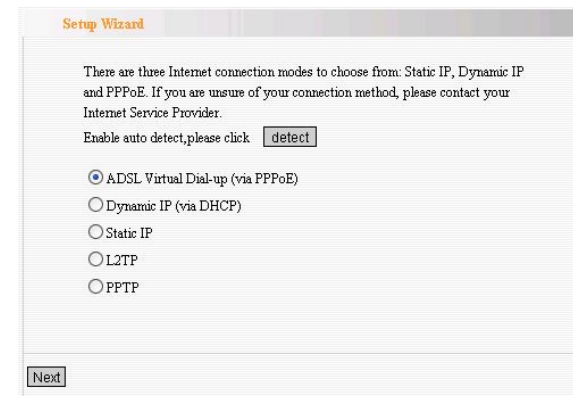 Setup Wizard
There are three Internet connection modes to choose from: Static IP, Dynamic IP
and PPPoE. If you are unsure of your connection method, please contact your
Internet Service Provider.
Enable auto detect,please click detect
ADSL Virtual Dial-up (via PPPoE)
Dynamic IP (via DHCP)
Static IP
L2TP
PPTP
Next